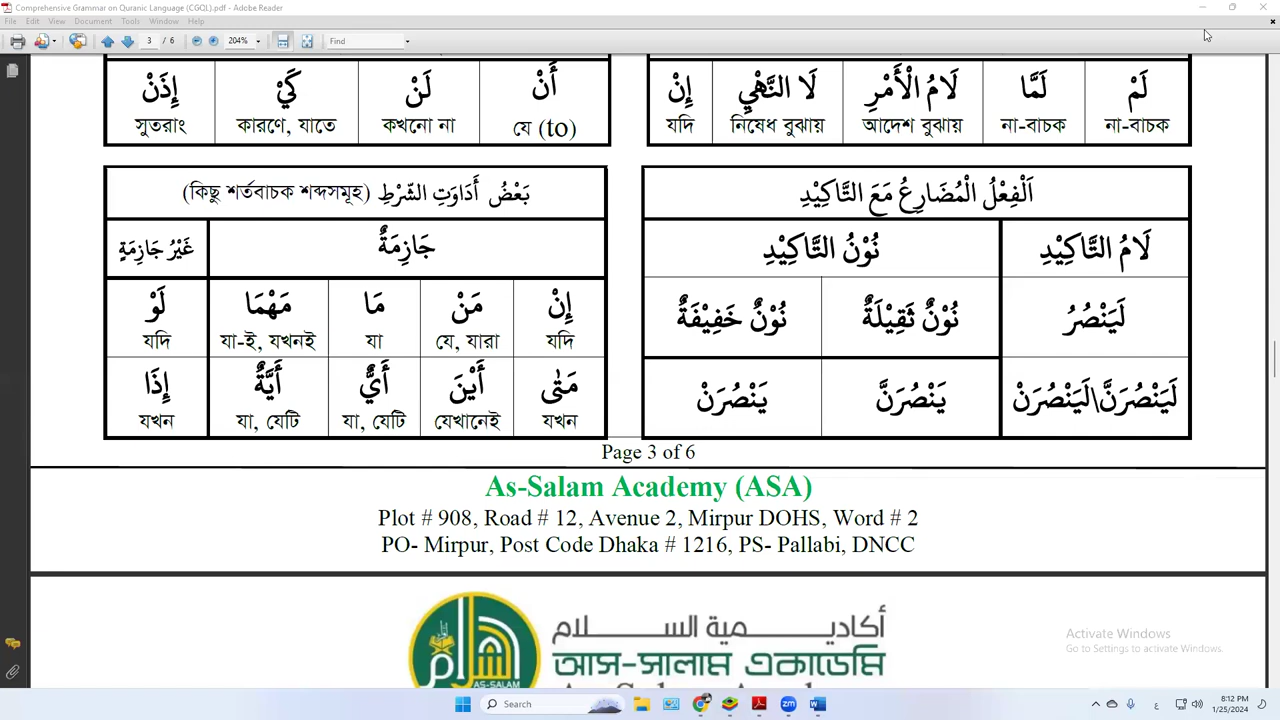 Comprehensive Grammar on Quranic Language (CGQL).pdf - Adobe Reader
File Edit View Document Tools Window Help
3 / 6 204% Find
لَمْ لَمَّا لَامُ الْأَمْرِ لَا النَّهْيِ إِنْ
না-বাচক না-বাচক আদেশ বুঝায় নিষেধ বুঝায় যদি
أَنْ لَنْ كَيْ إِذَنْ
যে (to) কখনো না কারণে, যাতে সুতরাং
اَلْفِعْلُ الْمُضَارِعُ مَعَ التَّاكِيْدِ
لَامُ التَّاكِيْدِ نُوْنُ التَّاكِيْدِ
لَيَنْصُرُ نُوْنٌ ثَقِيْلَةٌ نُوْنٌ خَفِيْفَةٌ
لَيَنْصُرَنَّ\لَيَنْصُرَنْ يَنْصُرَنَّ يَنْصُرَنْ
بَعْضُ أَدَاوَتِ الشَّرْطِ (কিছু শর্তবাচক শব্দসমূহ)
جَازِمَةٌ غَيْرُ جَازِمَةٍ
إِنْ مَنْ مَا مَهْمَا لَوْ
যদি যে, যারা যা যা-ই, যখনই যদি
مَتٰى أَيْنَ أَيٌّ أَيَّةٌ إِذَا
যখন যেখানেই যা, যেটি যা, যেটি যখন
Page 3 of 6
As-Salam Academy (ASA)
Plot # 908, Road # 12, Avenue 2, Mirpur DOHS, Word # 2
PO- Mirpur, Post Code Dhaka # 1216, PS- Pallabi, DNCC
أكاديـــــمية الســـــــلام
আস-সালাম একাডেমি
AS-SALAM
Activate Windows
Go to Settings to activate Windows.
Search
8:12 PM
1/25/2024